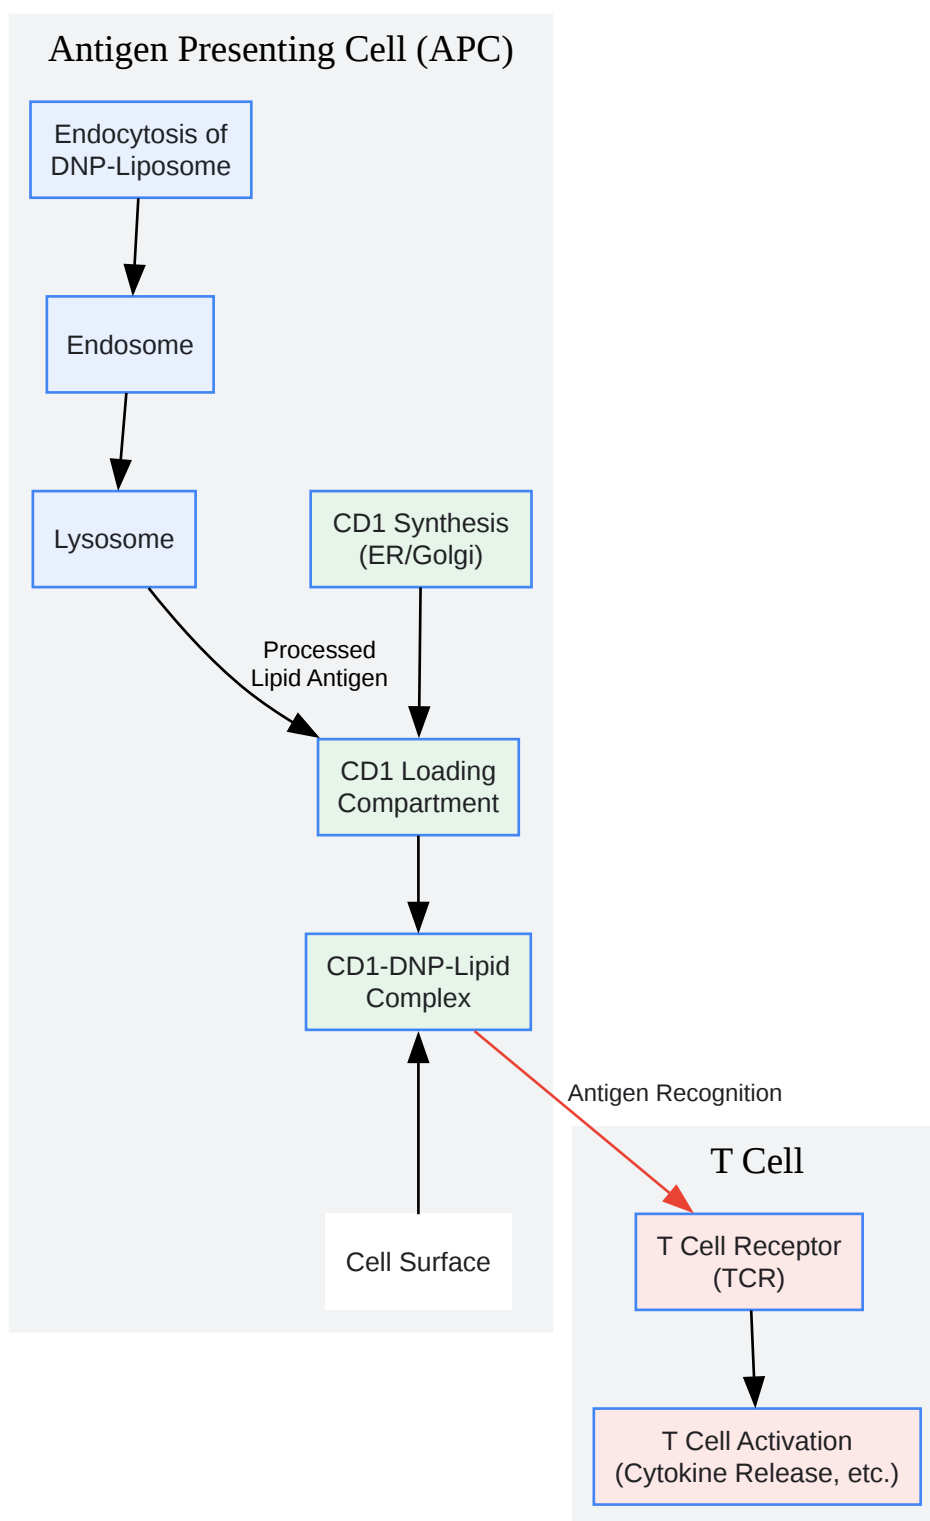 Antigen Presenting Cell (APC)
Endocytosis of
DNP-Liposome
Endosome
Lysosome
CD1 Synthesis
(ER/Golgi)
Processed
Lipid Antigen
CD1 Loading
Compartment
CD1-DNP-Lipid
Complex
Antigen Recognition
Cell Surface
T Cell
T Cell Receptor
(TCR)
T Cell Activation
(Cytokine Release, etc.)